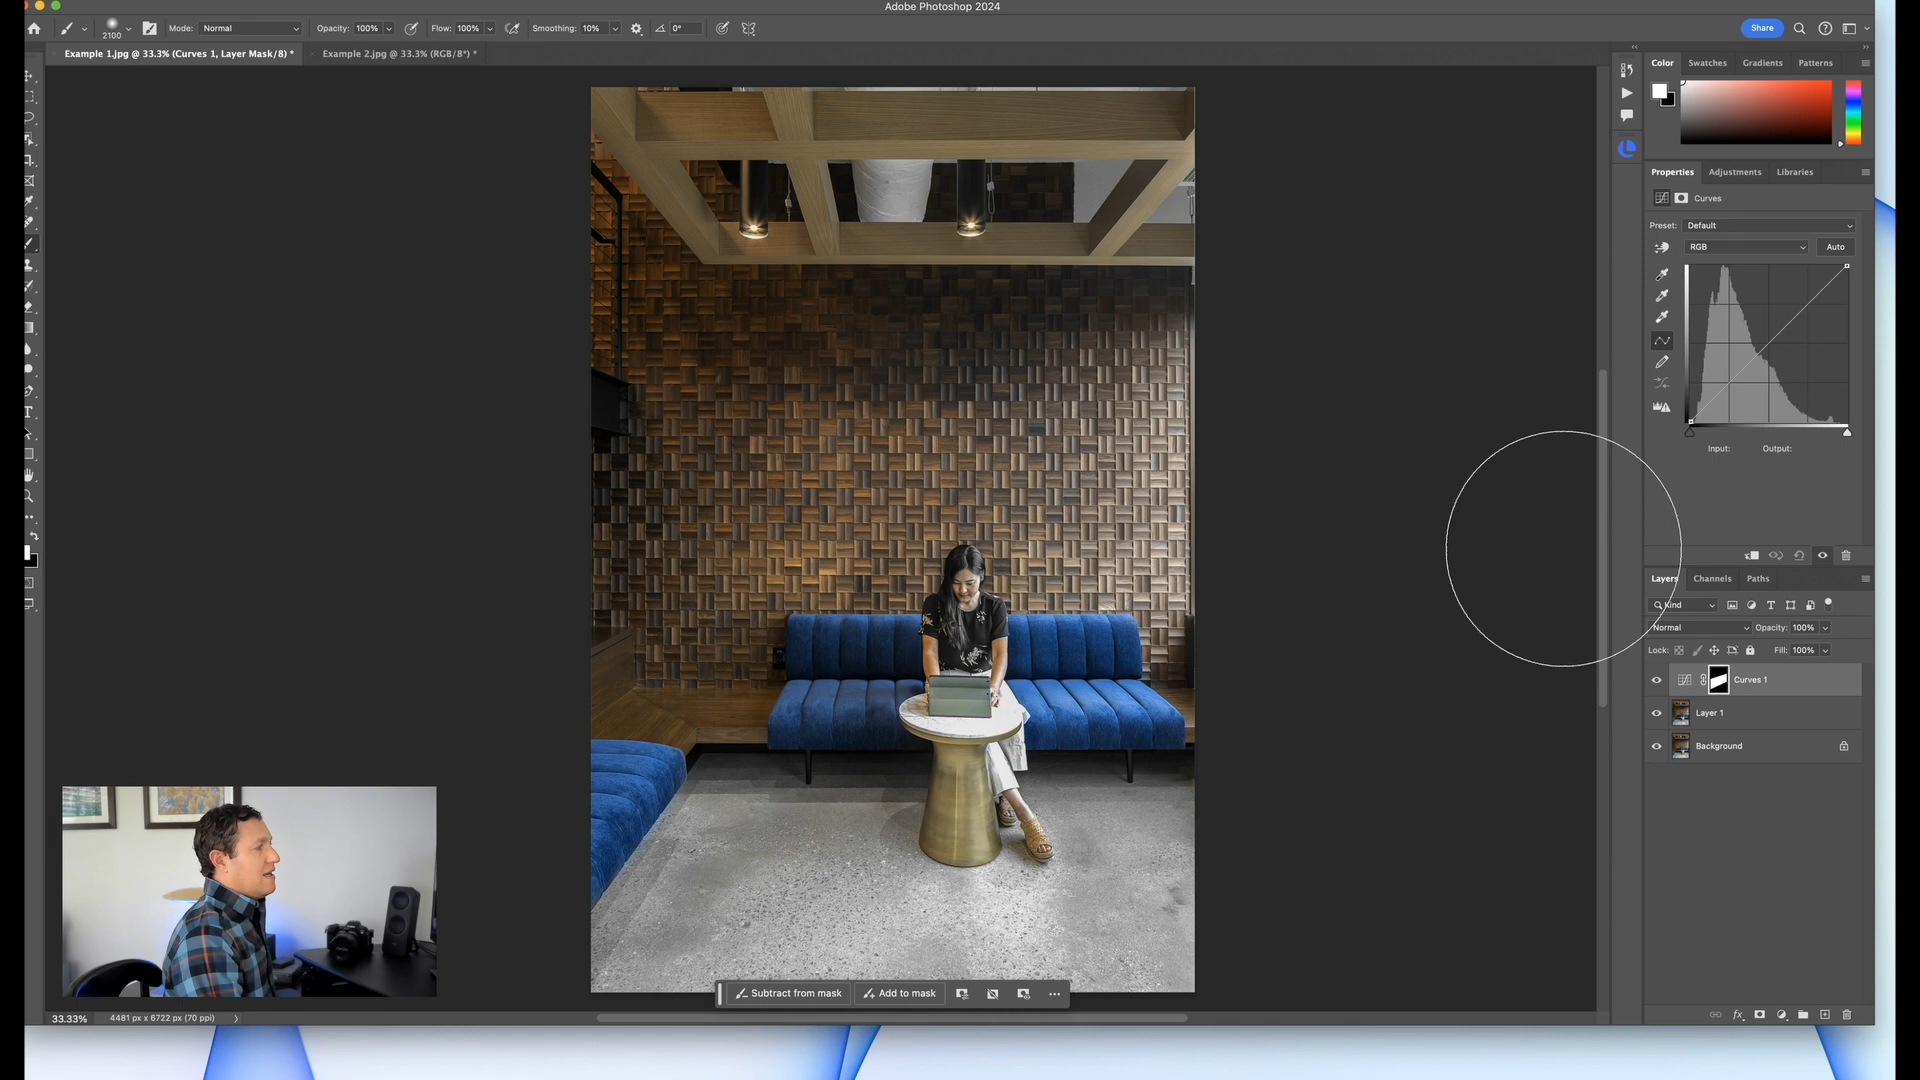 Adobe Photoshop 2024
2100 Mode: Normal Opacity: 100% Flow: 100% Smoothing: 10% 0° Share
Example 1.jpg @ 33.3% (Curves 1, Layer Mask/8) * Example 2.jpg @ 33.3% (RGB/8*) *
Color Swatches Gradients Patterns
Properties Adjustments Libraries
Curves
Preset: Default
RGB Auto
Input: Output:
Layers Channels Paths
Kind
Normal Opacity: 100%
Lock: Fill: 100%
Curves 1
Layer 1
Background
Subtract from mask Add to mask
33.33% 4481 px x 6722 px (70 ppi)